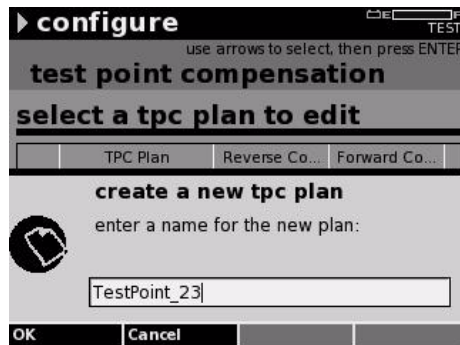 configure
E F
TEST
use arrows to select, then press ENTER
test point compensation
select a tpc plan to edit
TPC Plan Reverse Co... Forward Co...
create a new tpc plan
enter a name for the new plan:
TestPoint_23
OK Cancel